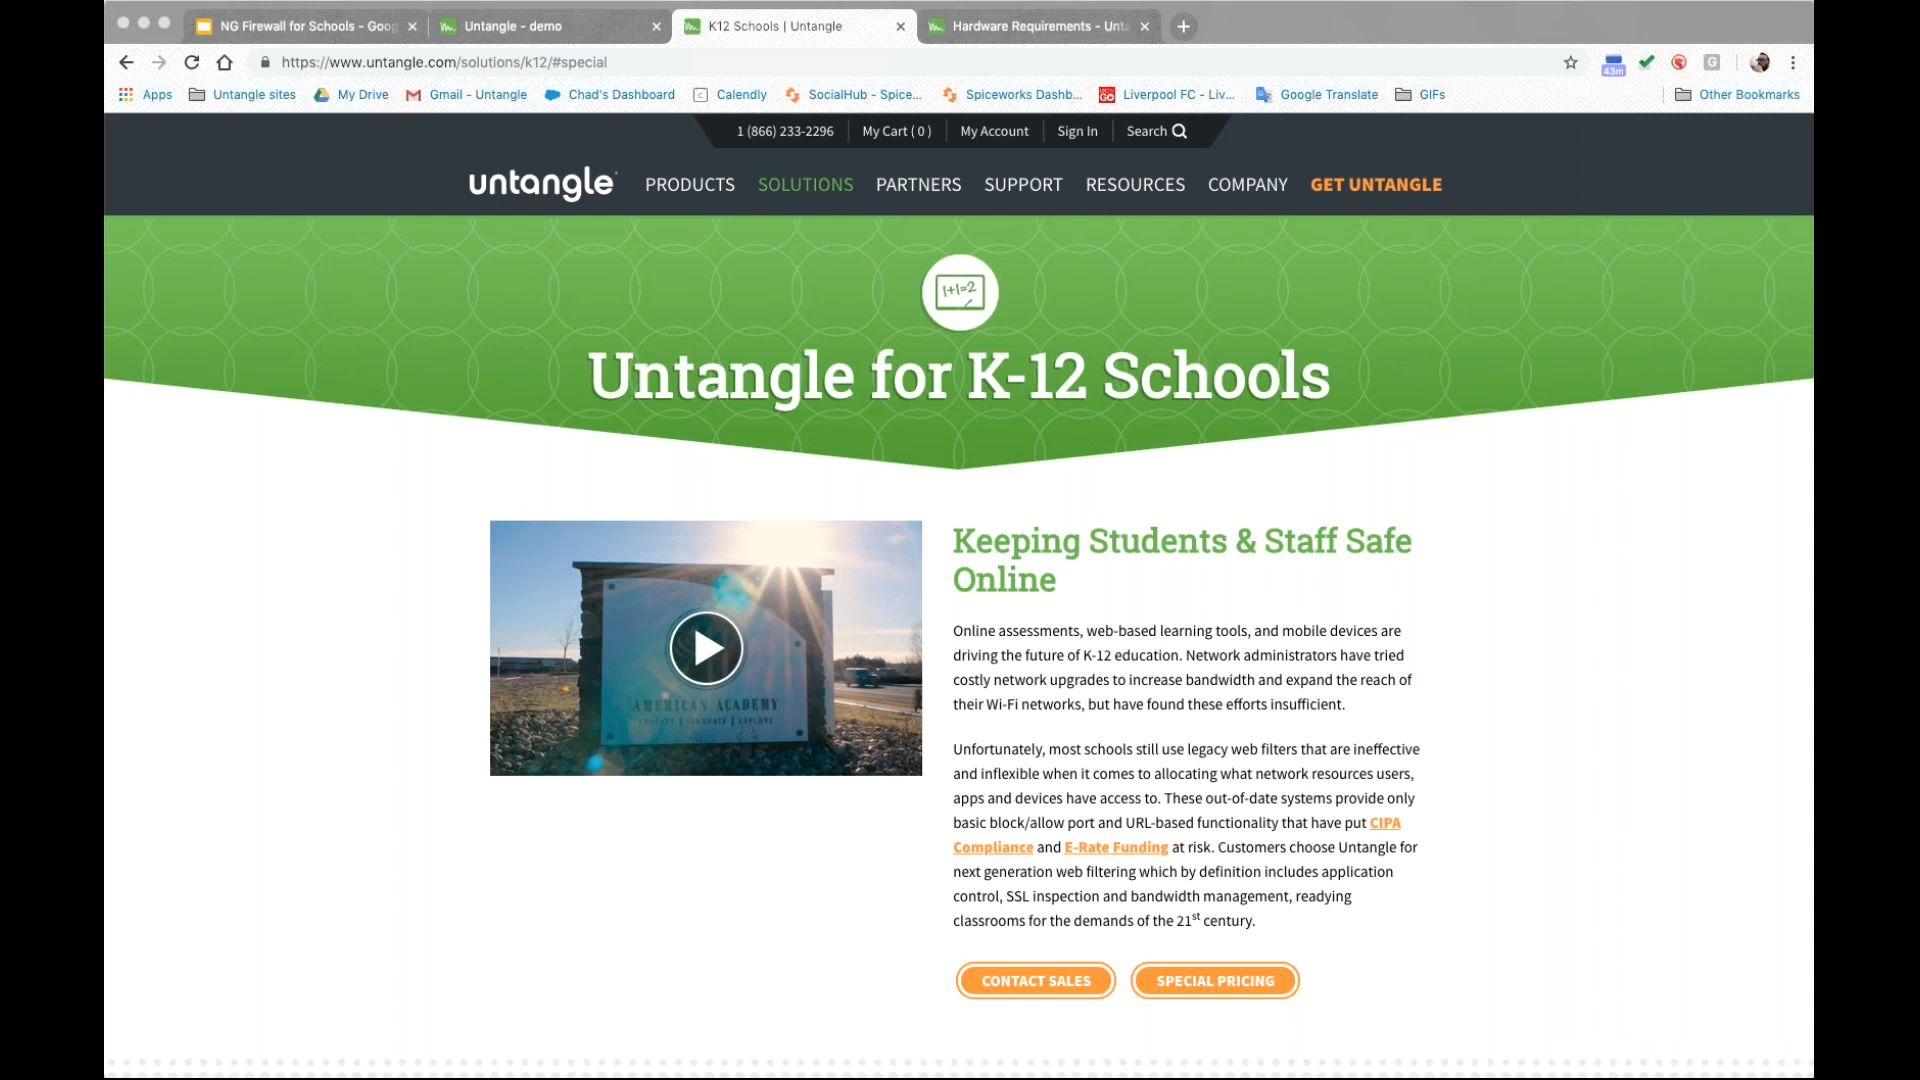 NG Firewall for Schools - Goog
Untangle - demo
K12 Schools | Untangle
Hardware Requirements - Unta
https://www.untangle.com/solutions/k12/#special
43m
G
Apps
Untangle sites
My Drive
Gmail - Untangle
Chad's Dashboard
Calendly
SocialHub - Spice...
Spiceworks Dashb...
Liverpool FC - Liv...
Google Translate
GIFs
Other Bookmarks
1 (866) 233-2296
My Cart ( 0 )
My Account
Sign In
Search
untangle
PRODUCTS
SOLUTIONS
PARTNERS
SUPPORT
RESOURCES
COMPANY
GET UNTANGLE
1+1=2
Untangle for K-12 Schools
AMERICAN ACADEMY
Keeping Students & Staff Safe
Online
Online assessments, web-based learning tools, and mobile devices are
driving the future of K-12 education. Network administrators have tried
costly network upgrades to increase bandwidth and expand the reach of
their Wi-Fi networks, but have found these efforts insufficient.
Unfortunately, most schools still use legacy web filters that are ineffective
and inflexible when it comes to allocating what network resources users,
apps and devices have access to. These out-of-date systems provide only
basic block/allow port and URL-based functionality that have put CIPA
Compliance and E-Rate Funding at risk. Customers choose Untangle for
next generation web filtering which by definition includes application
control, SSL inspection and bandwidth management, readying
classrooms for the demands of the 21st century.
CONTACT SALES
SPECIAL PRICING